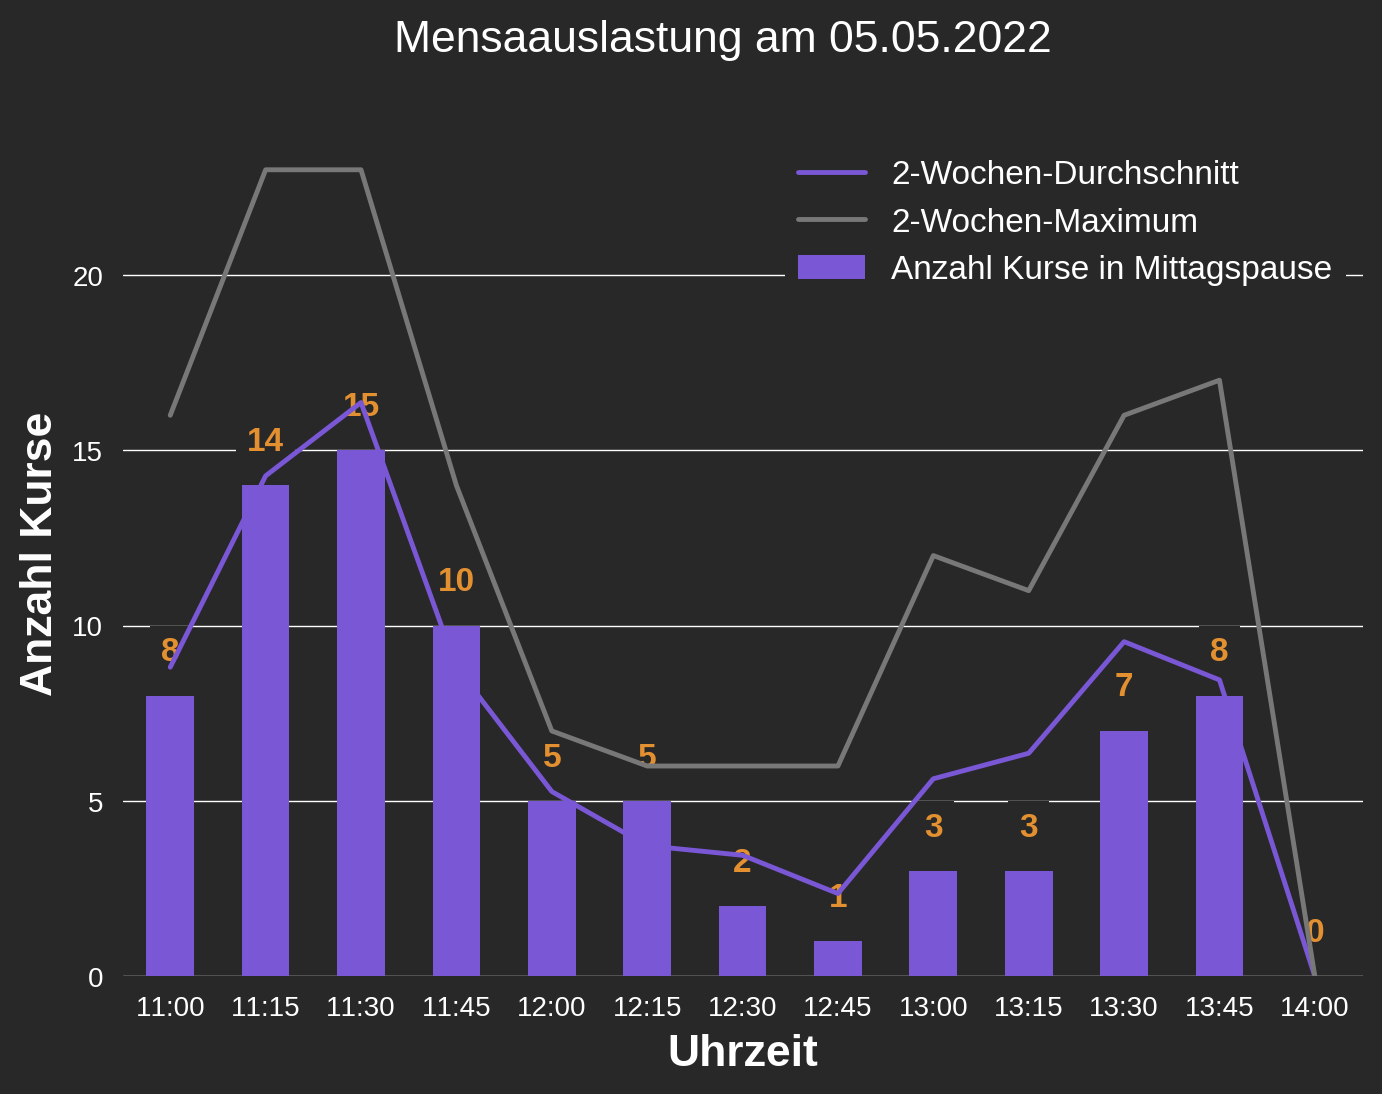 Mensaauslastung am 05.05.2022
2-Wochen-Durchschnitt
2-Wochen-Maximum
Anzahl Kurse in Mittagspause
Anzahl Kurse
20
15
10
5
0
8
14
15
10
5
5
2
1
3
3
7
8
0
11:00 11:15 11:30 11:45 12:00 12:15 12:30 12:45 13:00 13:15 13:30 13:45 14:00
Uhrzeit